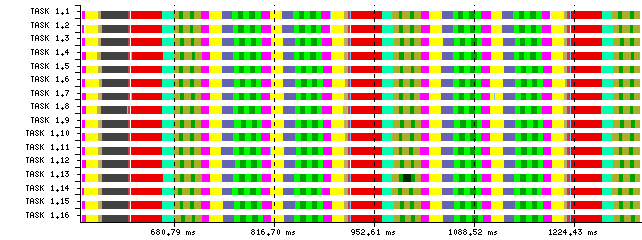 TASK 1.1
TASK 1.2
TASK 1.3
TASK 1.4
TASK 1.5
TASK 1.6
TASK 1.7
TASK 1.8
TASK 1.9
TASK 1.10
TASK 1.11
TASK 1.12
TASK 1.13
TASK 1.14
TASK 1.15
TASK 1.16
680,79 ms 816,70 ms 952,61 ms 1088,52 ms 1224,43 ms